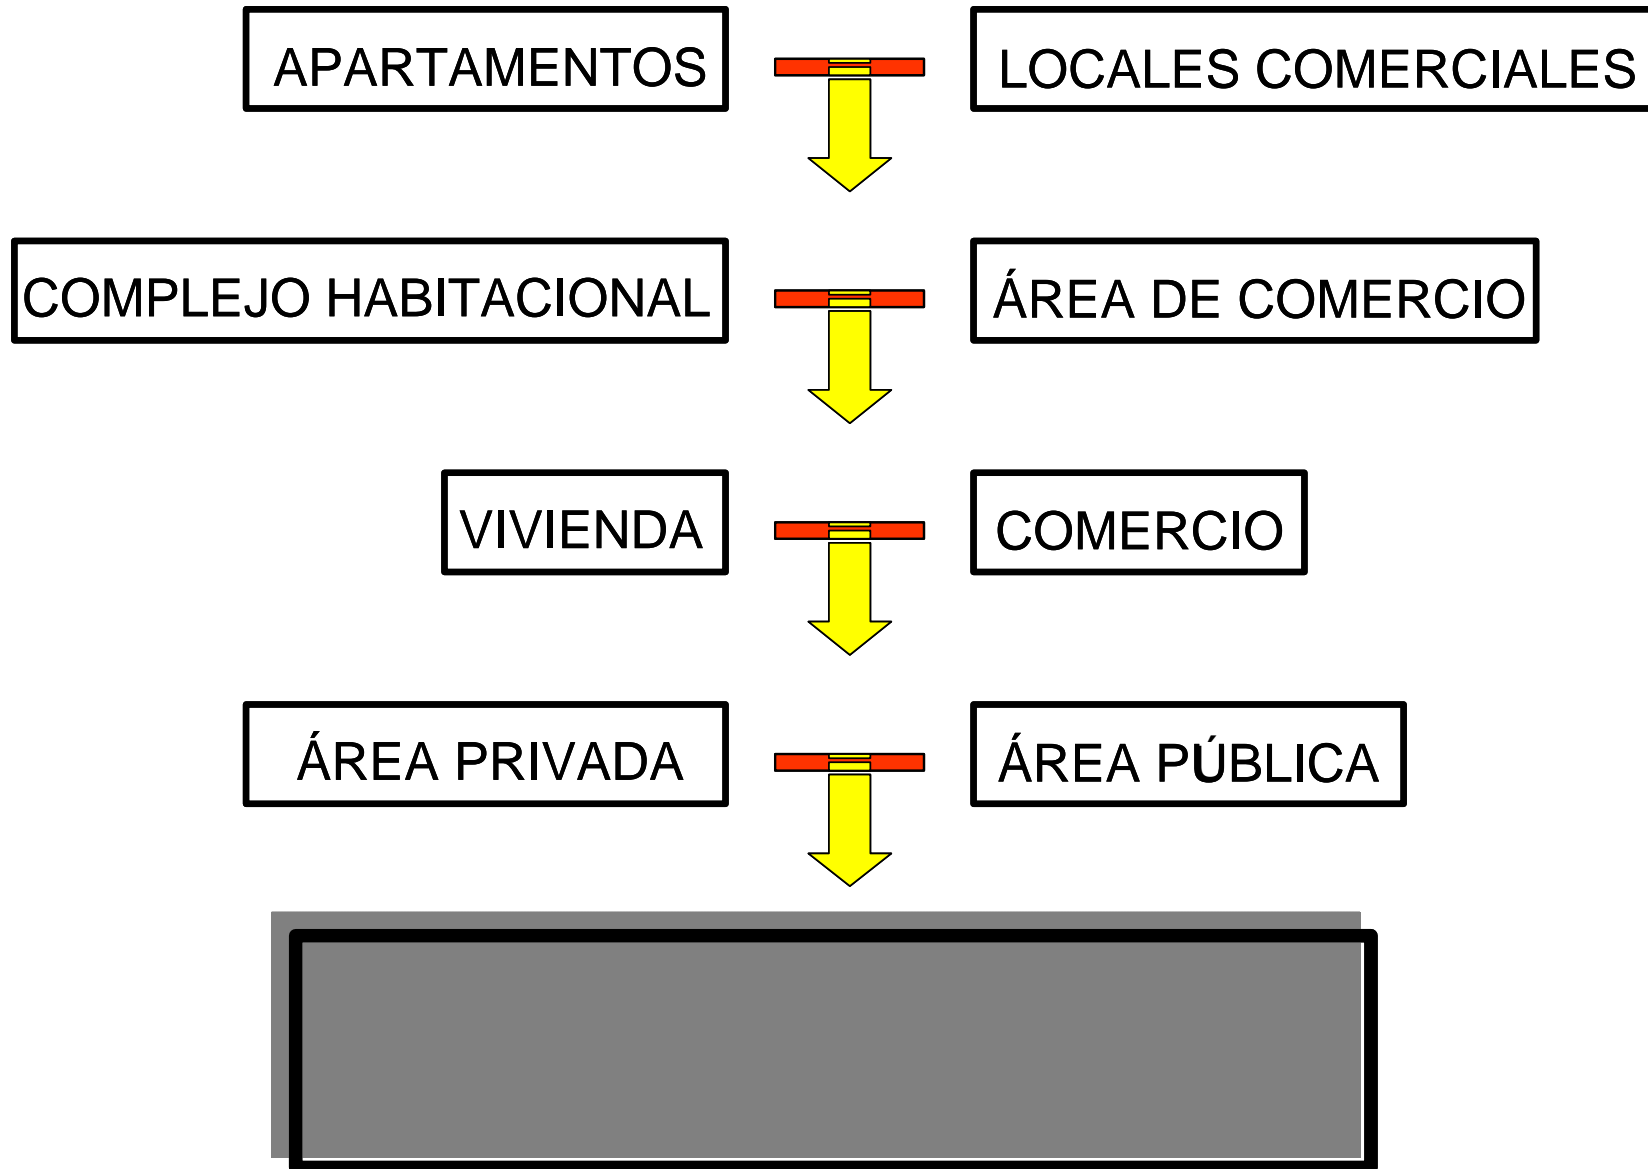 APARTAMENTOS
LOCALES COMERCIALES
COMPLEJO HABITACIONAL
ÁREA DE COMERCIO
VIVIENDA
COMERCIO
ÁREA PRIVADA
ÁREA PÚBLICA